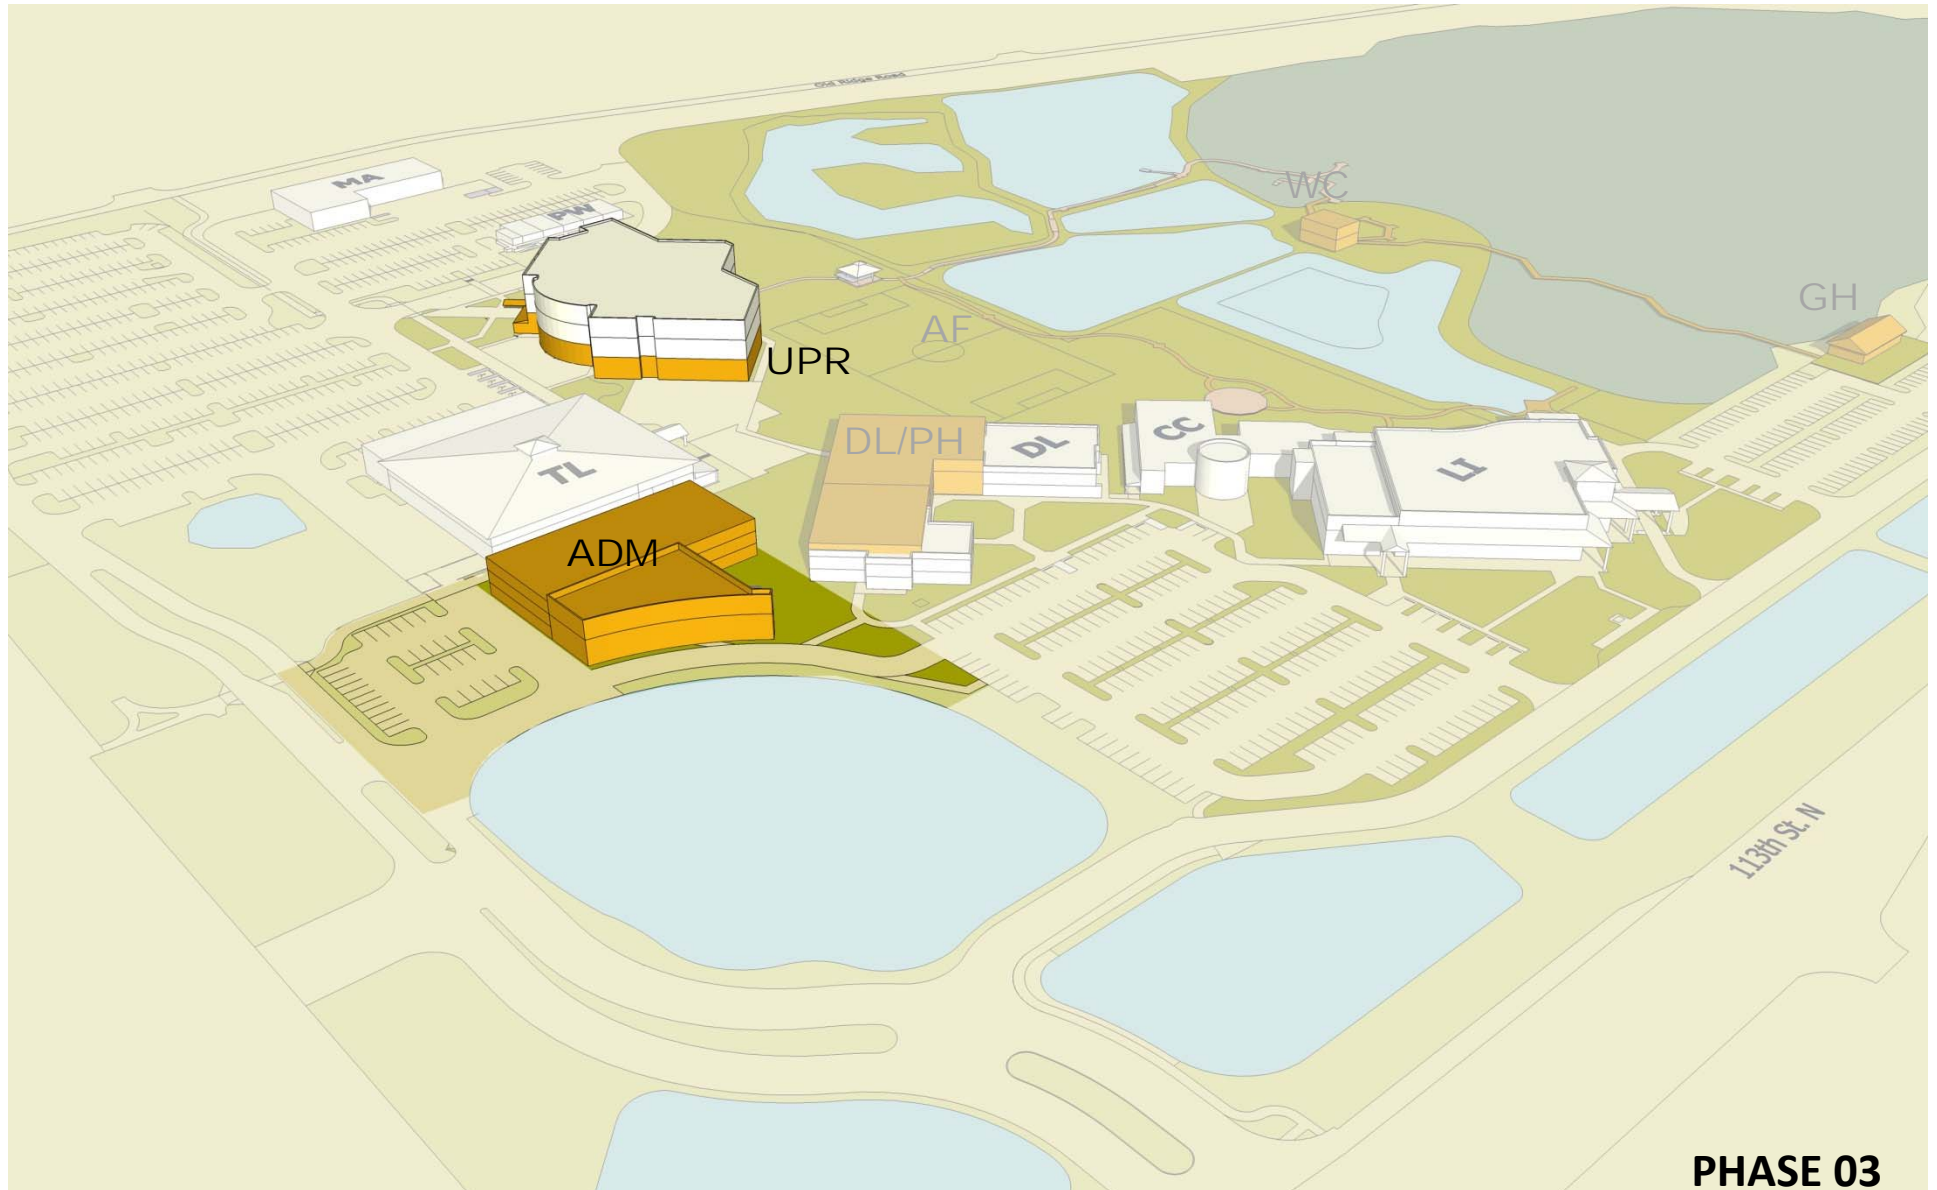 Old Ridge Road
MA
PW
WC
GH
AF
UPR
DL/PH
DL
CC
LI
TL
ADM
113th St. N
PHASE 03